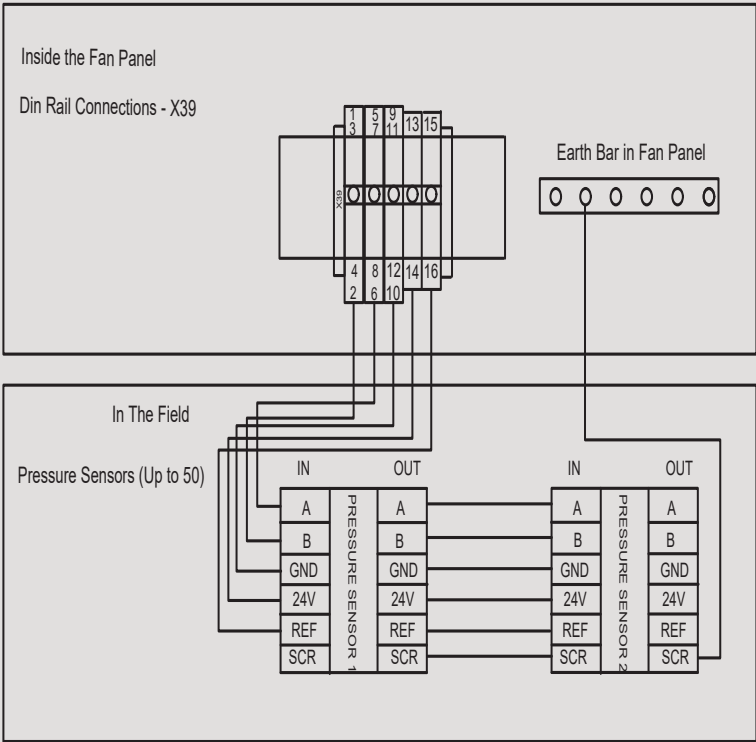 Inside the Fan Panel
Din Rail Connections - X39
1 5 9
3 7 11 13 15
Earth Bar in Fan Panel
X39
4 8 12 14 16
2 6 10
In The Field
Pressure Sensors (Up to 50)
IN OUT IN OUT
A A A A
B B B B
GND GND GND GND
24V 24V 24V 24V
REF REF REF REF
SCR SCR SCR SCR
PRESSURE SENSOR 1
PRESSURE SENSOR 2